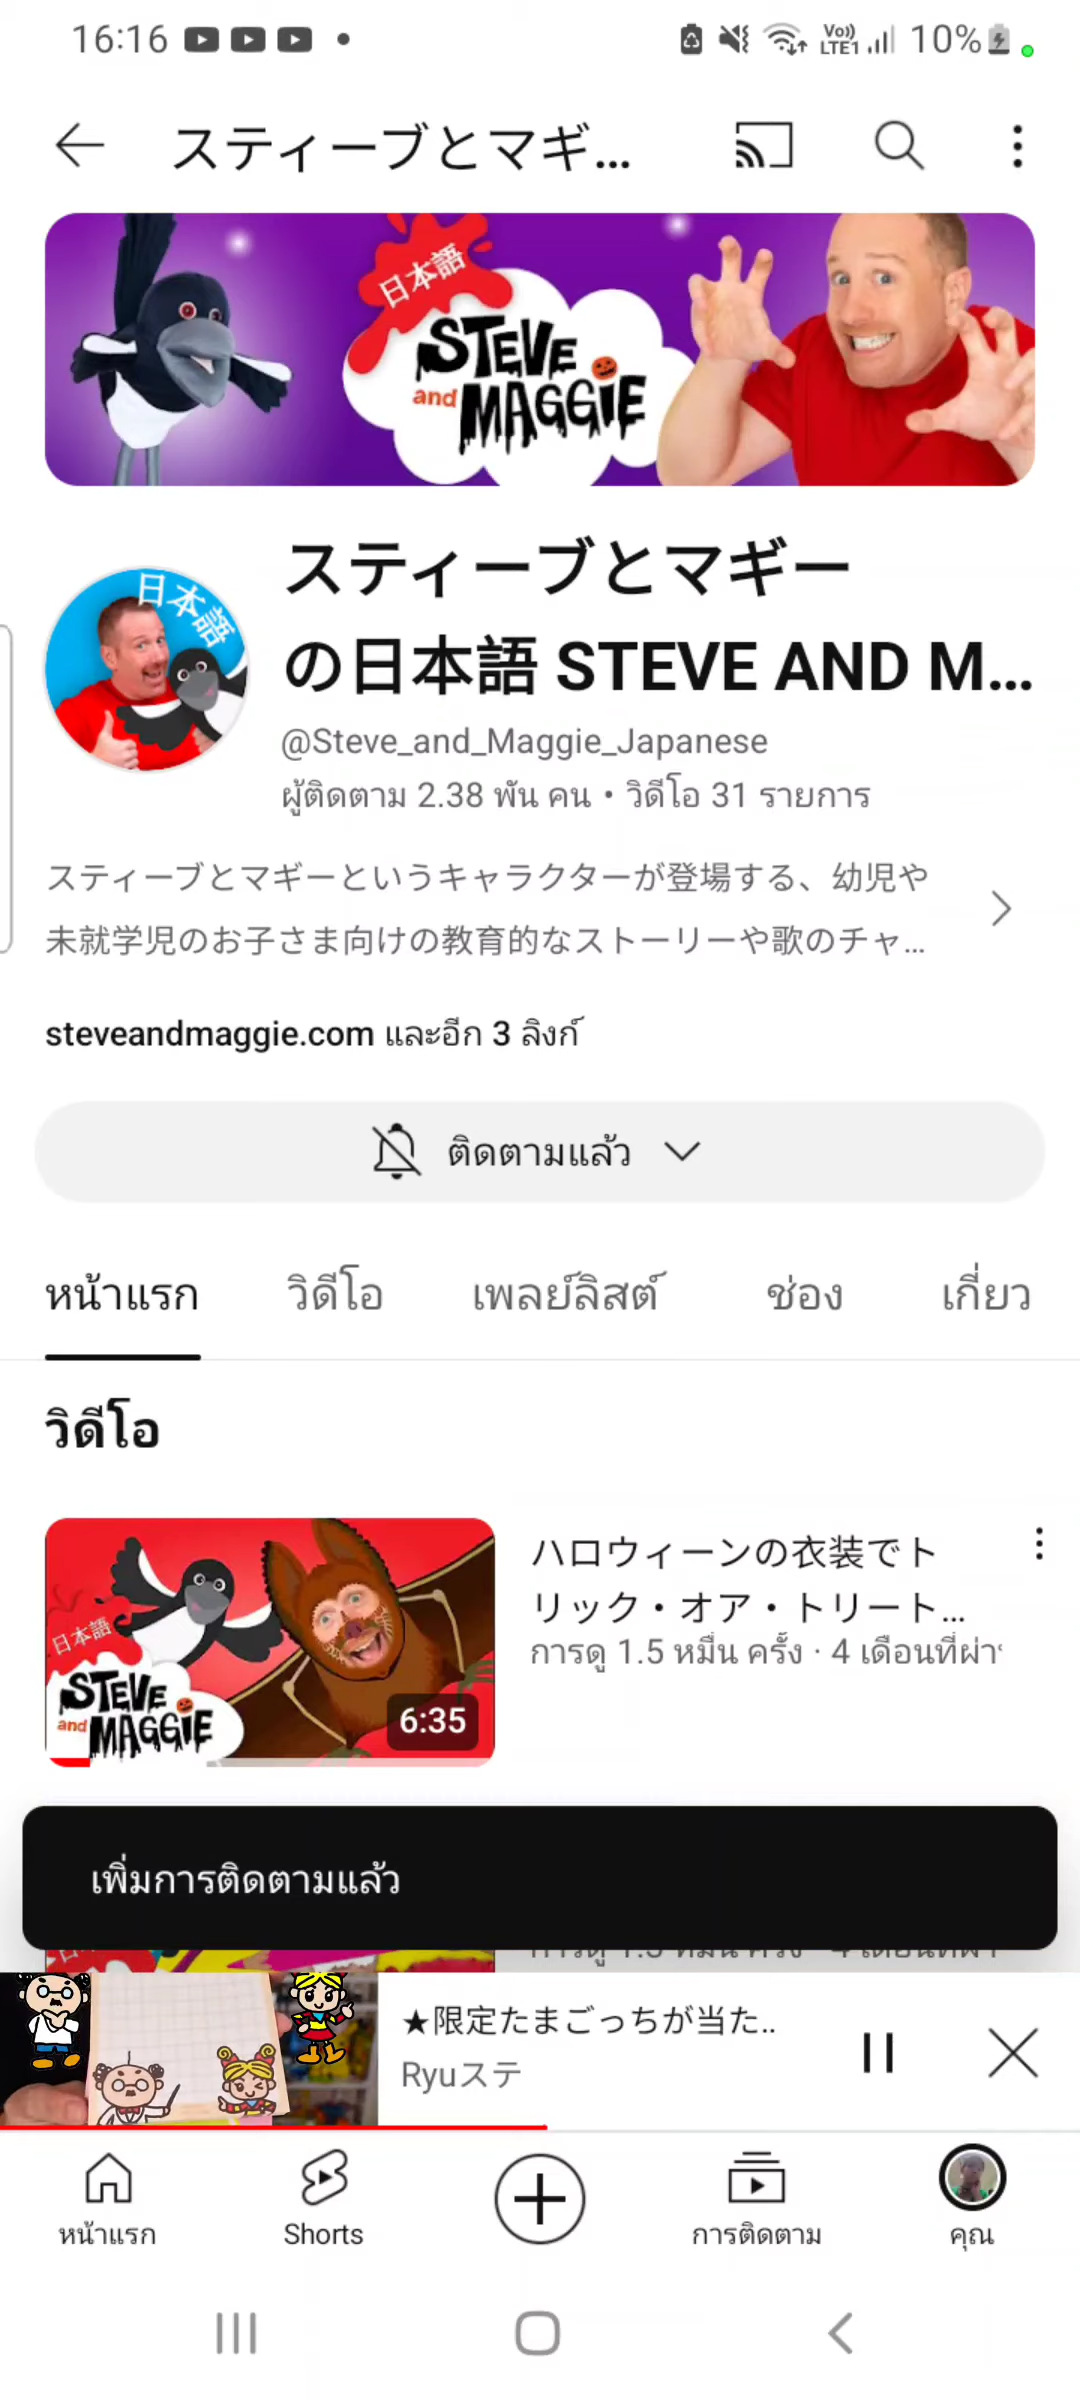 16:16
Vo)) LTE1
10%
スティーブとマギ...
日本語
STEVE
and MAGGIE
日本語
スティーブとマギー
の日本語 STEVE AND M...
@Steve_and_Maggie_Japanese
ผู้ติดตาม 2.38 พัน คน • วิดีโอ 31 รายการ
スティーブとマギーというキャラクターが登場する、幼児や
未就学児のお子さま向けの教育的なストーリーや歌のチャ...
steveandmaggie.com และอีก 3 ลิงก์
ติดตามแล้ว
หน้าแรก วิดีโอ เพลย์ลิสต์ ช่อง เกี่ยว
วิดีโอ
ハロウィーンの衣装でト
リック・オア・トリート...
การดู 1.5 หมื่น ครั้ง · 4 เดือนที่ผ่า
日本語
STEVE
and MAGGIE
6:35
เพิ่มการติดตามแล้ว
★限定たまごっちが当た..
Ryuステ
หน้าแรก
Shorts
การติดตาม
คุณ